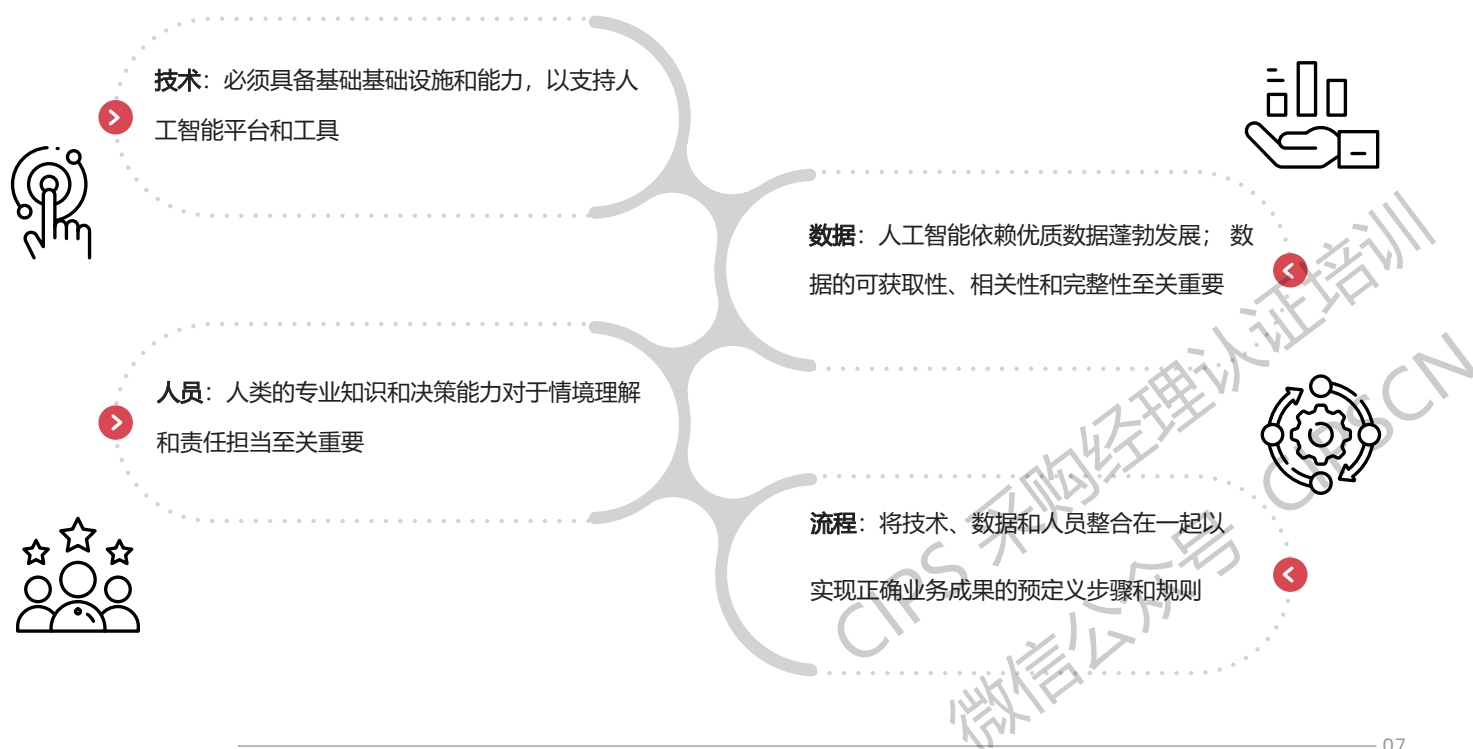 技术：必须具备基础基础设施和能力，以支持人
工智能平台和工具
数据：人工智能依赖优质数据蓬勃发展； 数
据的可获取性、相关性和完整性至关重要
人员：人类的专业知识和决策能力对于情境理解
和责任担当至关重要
流程：将技术、数据和人员整合在一起以
实现正确业务成果的预定义步骤和规则
CIPS 采购经理认证培训
微信公众号 CIPSCN
07